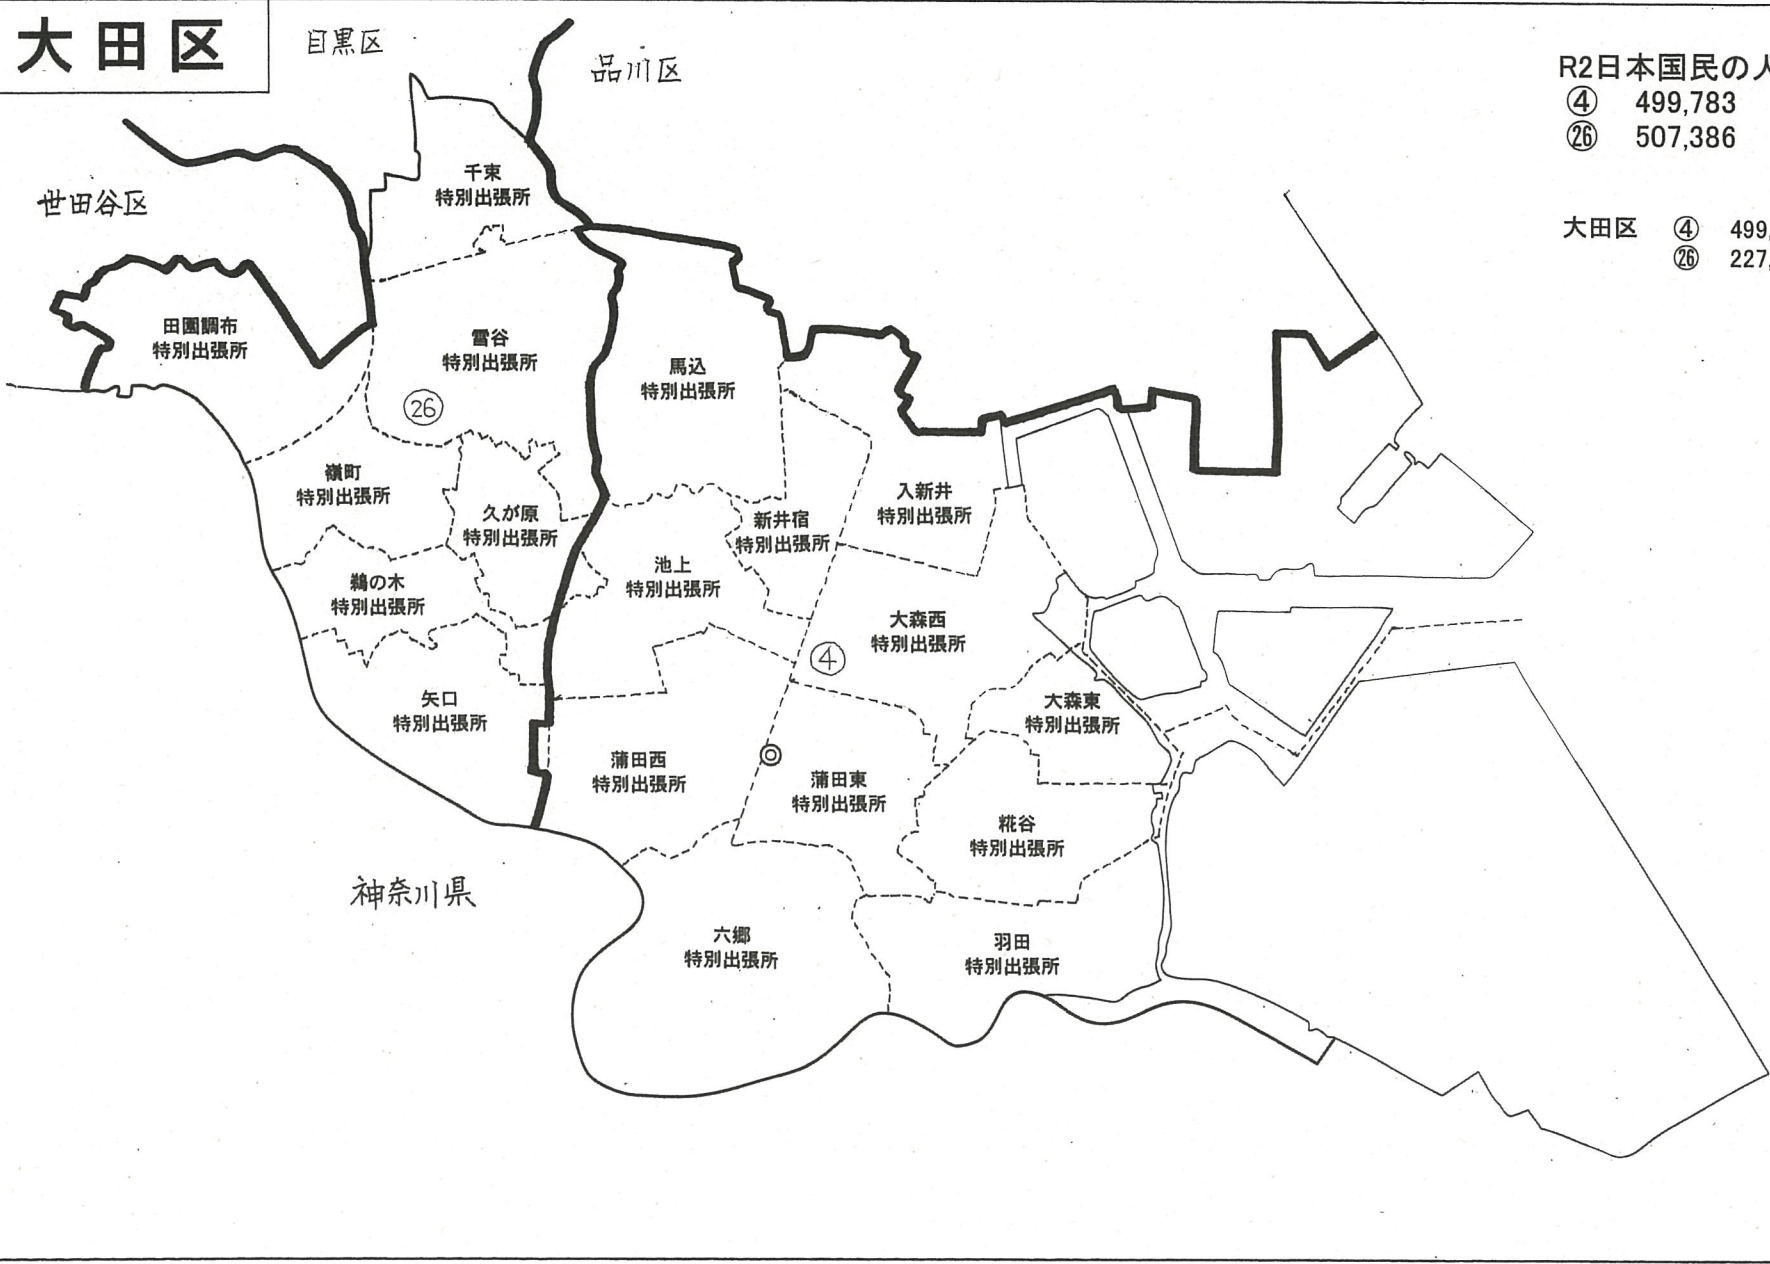 大田区
目黒区
品川区
世田谷区
神奈川県
R2日本国民の人
④ 499,783
㉖ 507,386
大田区 ④ 499,
㉖ 227,
千束
特別出張所
田園調布
特別出張所
雪谷
特別出張所
㉖
馬込
特別出張所
嶺町
特別出張所
久が原
特別出張所
新井宿
特別出張所
入新井
特別出張所
鵜の木
特別出張所
池上
特別出張所
大森西
特別出張所
④
矢口
特別出張所
大森東
特別出張所
蒲田西
特別出張所
蒲田東
特別出張所
糀谷
特別出張所
六郷
特別出張所
羽田
特別出張所